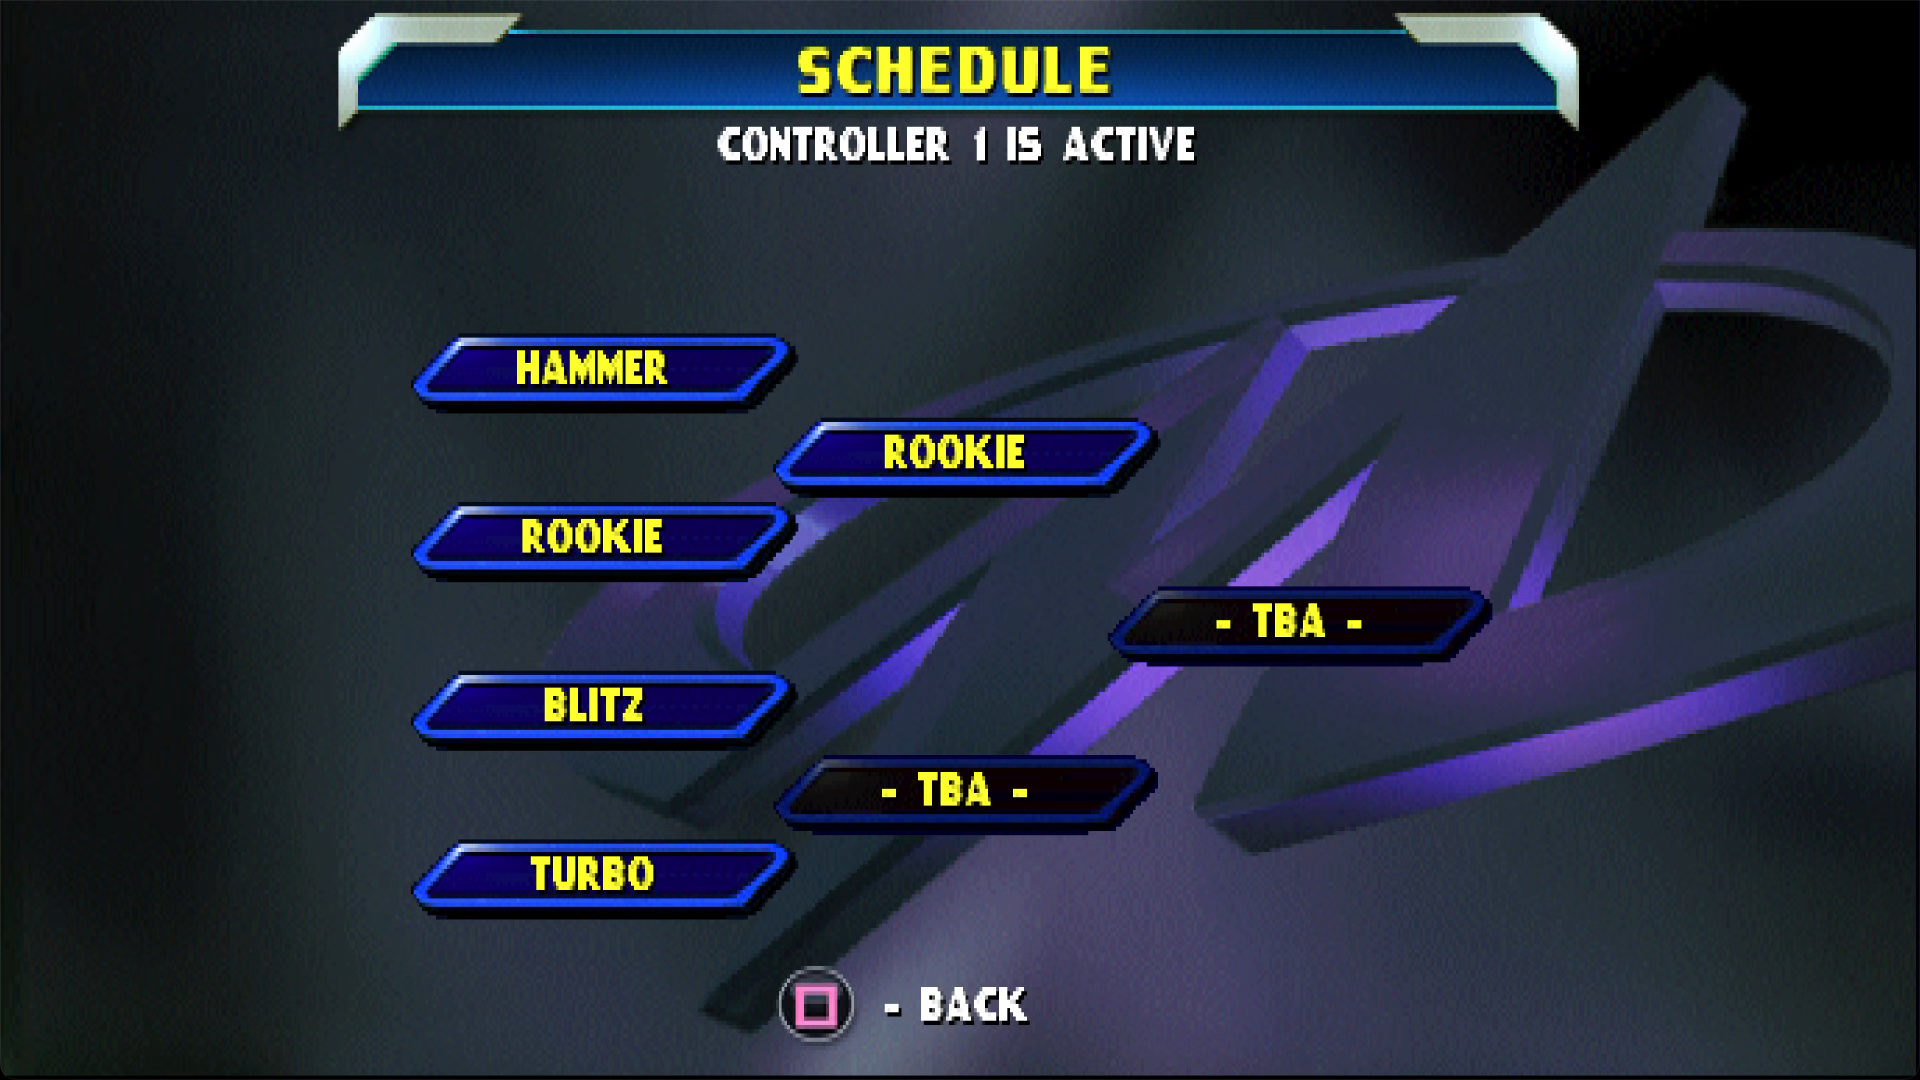 SCHEDULE
CONTROLLER 1 IS ACTIVE
HAMMER
ROOKIE
ROOKIE
- TBA -
BLITZ
- TBA -
TURBO
- BACK